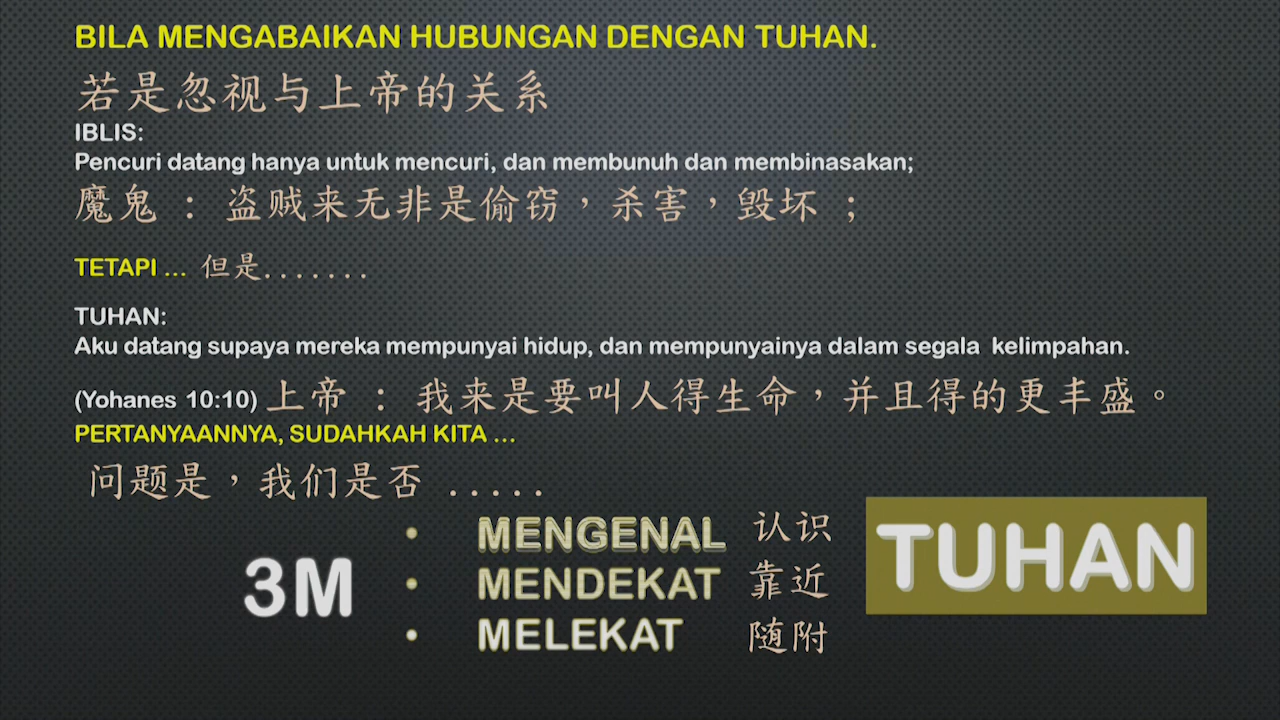 BILA MENGABAIKAN HUBUNGAN DENGAN TUHAN.
若是忽视与上帝的关系
IBLIS:
Pencuri datang hanya untuk mencuri, dan membunuh dan membinasakan;
魔鬼 : 盗贼来无非是偷窃，杀害，毁坏 ;
TETAPI ... 但是.......
TUHAN:
Aku datang supaya mereka mempunyai hidup, dan mempunyainya dalam segala kelimpahan.
(Yohanes 10:10) 上帝 : 我来是要叫人得生命，并且得的更丰盛。
PERTANYAANNYA, SUDAHKAH KITA ...
问题是，我们是否 .....
3M
• MENGENAL 认识
• MENDEKAT 靠近
• MELEKAT 随附
TUHAN